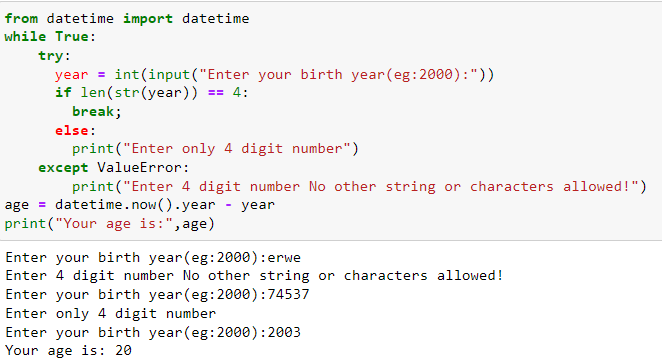 from datetime import datetime
while True:
    try:
      year = int(input("Enter your birth year(eg:2000):"))
      if len(str(year)) == 4:
        break;
      else:
        print("Enter only 4 digit number")
    except ValueError:
        print("Enter 4 digit number No other string or characters allowed!")
age = datetime.now().year - year
print("Your age is:",age)
Enter your birth year(eg:2000):erwe
Enter 4 digit number No other string or characters allowed!
Enter your birth year(eg:2000):74537
Enter only 4 digit number
Enter your birth year(eg:2000):2003
Your age is: 20